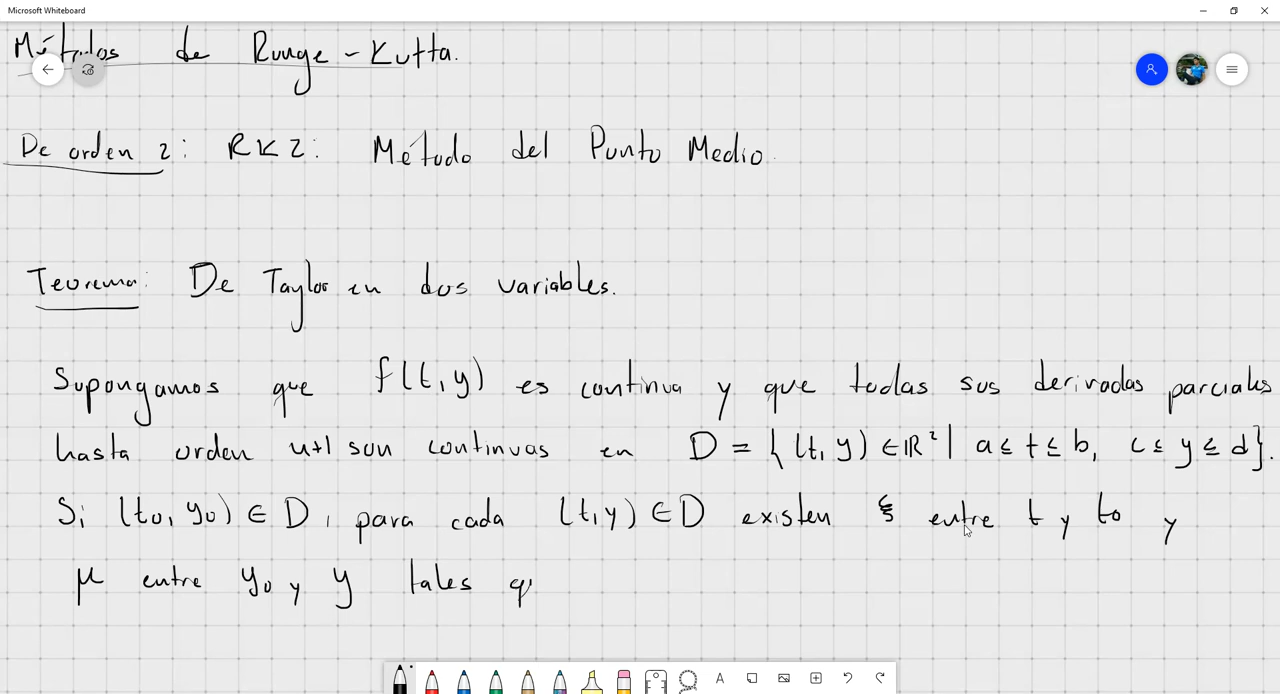 Microsoft Whiteboard
Métodos de Runge-Kutta.
De orden 2: RK2: Método del Punto Medio.
Teorema: De Taylor en dos variables.
Supongamos que f(t,y) es continua y que todas sus derivadas parciales
hasta orden n+1 son continuas en D = {(t,y) ∈ ℝ² | a ≤ t ≤ b, c ≤ y ≤ d}.
Si (t0, y0) ∈ D, para cada (t,y) ∈ D existen ξ entre t y t0 y
μ entre y0 y y tales q